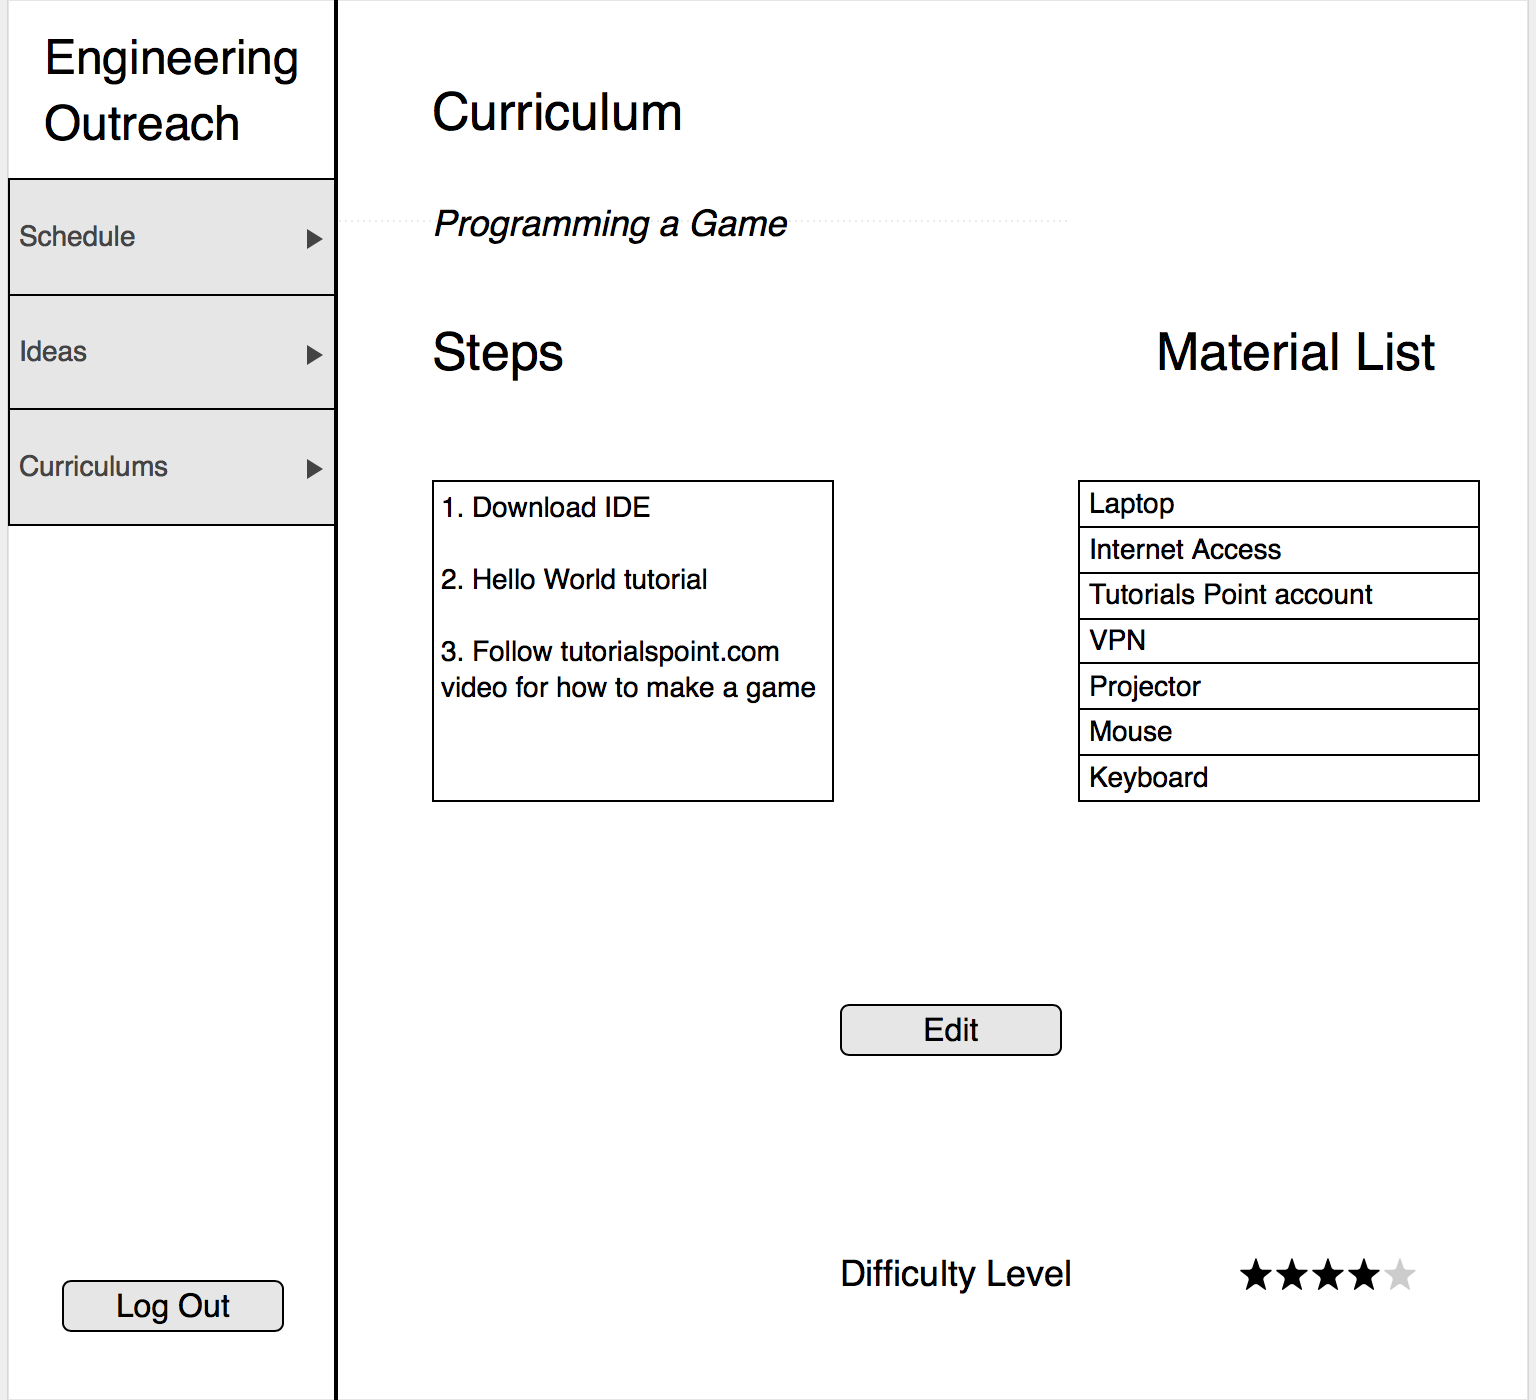 Engineering
Outreach
Schedule
Ideas
Curriculums
Log Out
Curriculum
Programming a Game
Steps
1. Download IDE
2. Hello World tutorial
3. Follow tutorialspoint.com
video for how to make a game
Material List
Laptop
Internet Access
Tutorials Point account
VPN
Projector
Mouse
Keyboard
Edit
Difficulty Level